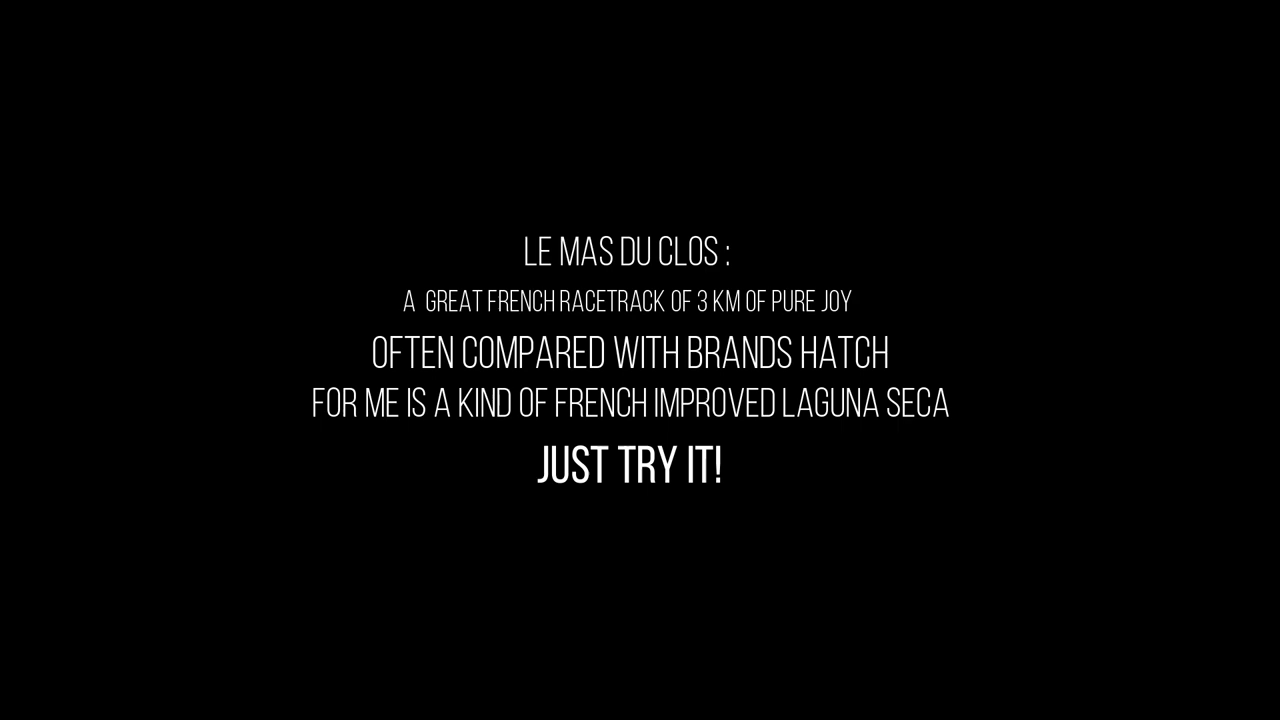 LE MAS DU CLOS :
A GREAT FRENCH RACETRACK OF 3 KM OF PURE JOY
OFTEN COMPARED WITH BRANDS HATCH
FOR ME IS A KIND OF FRENCH IMPROVED LAGUNA SECA
JUST TRY IT!